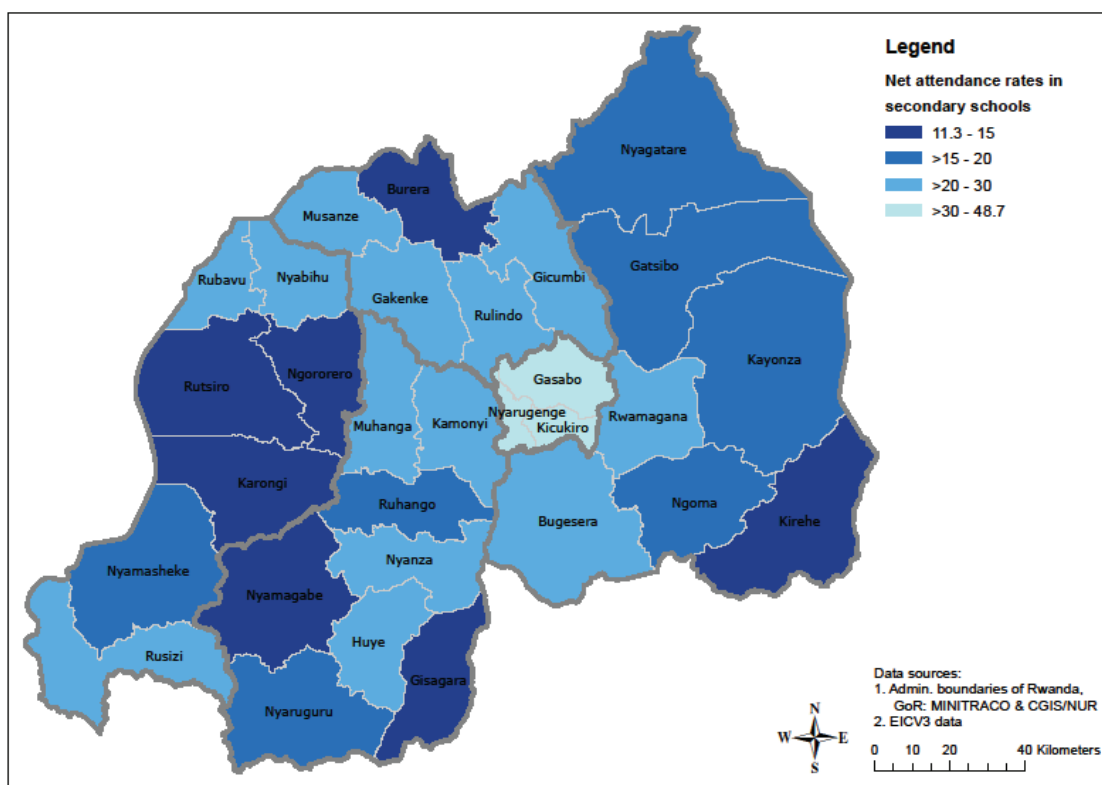 Legend
Net attendance rates in
secondary schools
11.3 - 15
>15 - 20
>20 - 30
>30 - 48.7
Nyagatare
Burera
Musanze
Gicumbi
Gatsibo
Rubavu
Nyabihu
Gakenke
Rulindo
Kayonza
Rutsiro
Ngororero
Gasabo
Nyarugenge
Kicukiro
Rwamagana
Muhanga
Kamonyi
Karongi
Ruhango
Bugesera
Ngoma
Kirehe
Nyamasheke
Nyanza
Nyamagabe
Huye
Rusizi
Gisagara
Nyaruguru
Data sources:
1. Admin. boundaries of Rwanda,
GoR: MINITRACO & CGIS/NUR
2. EICV3 data
N
W E
S
0 10 20 40 Kilometers